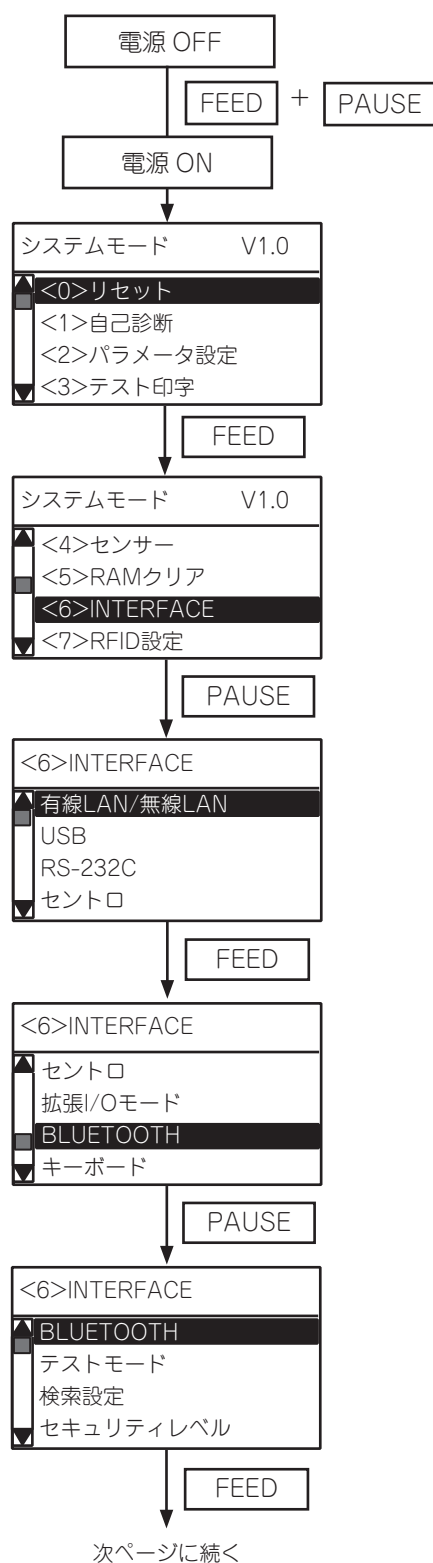 電源 OFF
FEED + PAUSE
電源 ON
システムモード V1.0
<0>リセット
<1>自己診断
<2>パラメータ設定
<3>テスト印字
FEED
システムモード V1.0
<4>センサー
<5>RAMクリア
<6>INTERFACE
<7>RFID設定
PAUSE
<6>INTERFACE
有線LAN/無線LAN
USB
RS-232C
セントロ
FEED
<6>INTERFACE
セントロ
拡張I/Oモード
BLUETOOTH
キーボード
PAUSE
<6>INTERFACE
BLUETOOTH
テストモード
検索設定
セキュリティレベル
FEED
次ページに続く